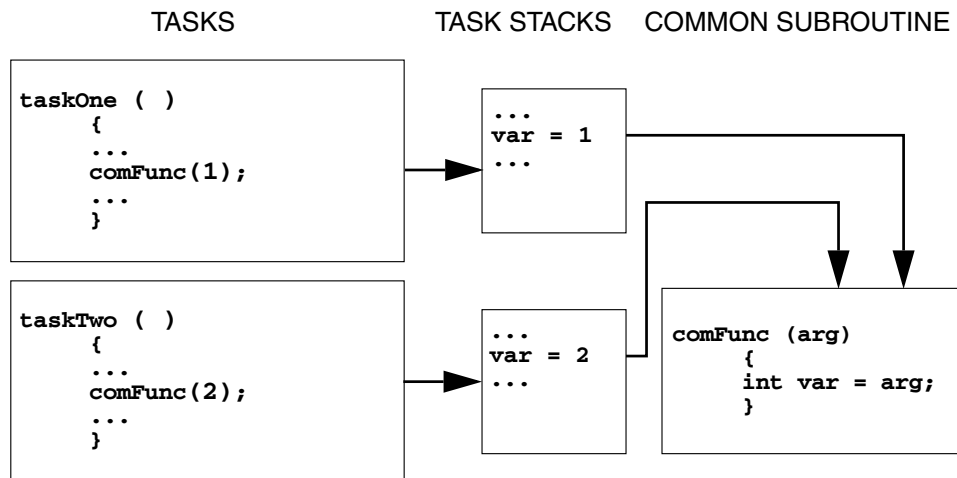 TASKS
TASK STACKS
COMMON SUBROUTINE
taskOne ( )
{
...
comFunc(1);
...
}
...
var = 1
...
taskTwo ( )
{
...
comFunc(2);
...
}
...
var = 2
...
comFunc (arg)
{
int var = arg;
}